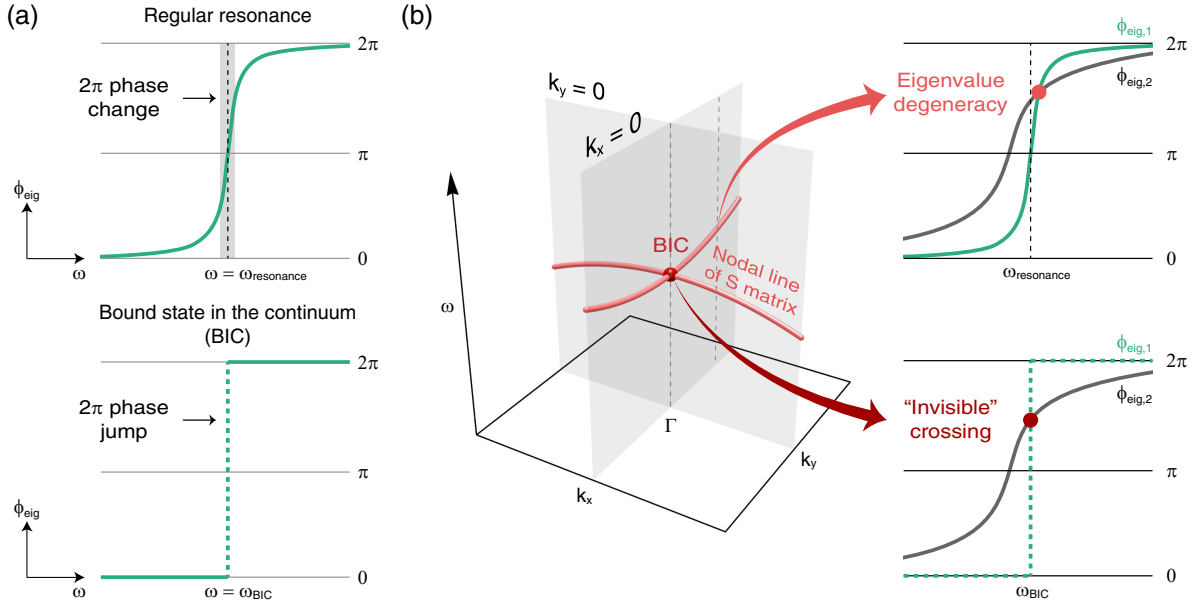 (a)
Regular resonance
2π
2π phase
change
π
ϕeig
0
ω
ω = ωresonance
Bound state in the continuum
(BIC)
2π
2π phase
jump
π
ϕeig
0
ω
ω = ωBIC
(b)
ky = 0
kx = 0
BIC
Nodal line
of S matrix
ω
Γ
kx
ky
Eigenvalue
degeneracy
ϕeig,1
2π
ϕeig,2
π
0
ωresonance
“Invisible”
crossing
ϕeig,1
2π
ϕeig,2
π
0
ωBIC